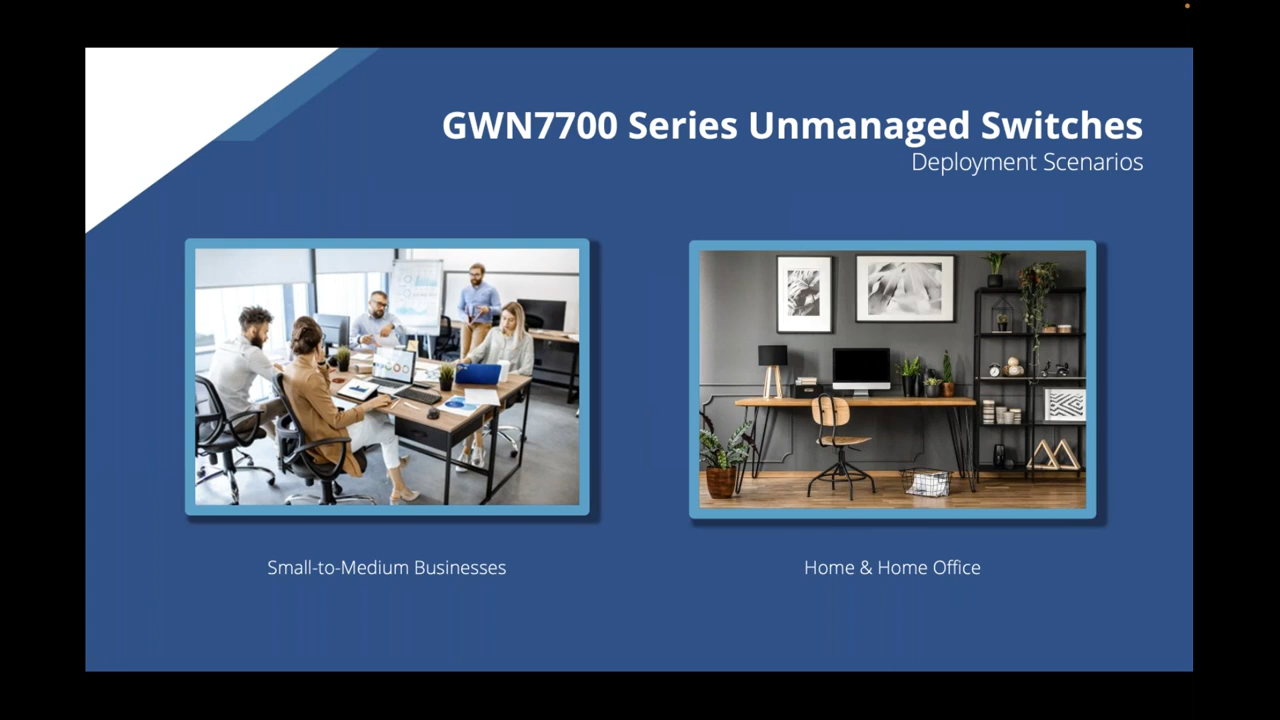 GWN7700 Series Unmanaged Switches
Deployment Scenarios
Small-to-Medium Businesses
Home & Home Office